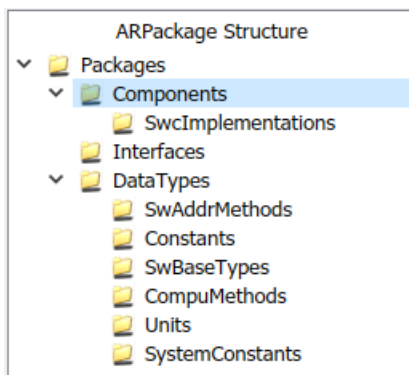 ARPackage Structure
Packages
Components
SwcImplementations
Interfaces
DataTypes
SwAddrMethods
Constants
SwBaseTypes
CompuMethods
Units
SystemConstants